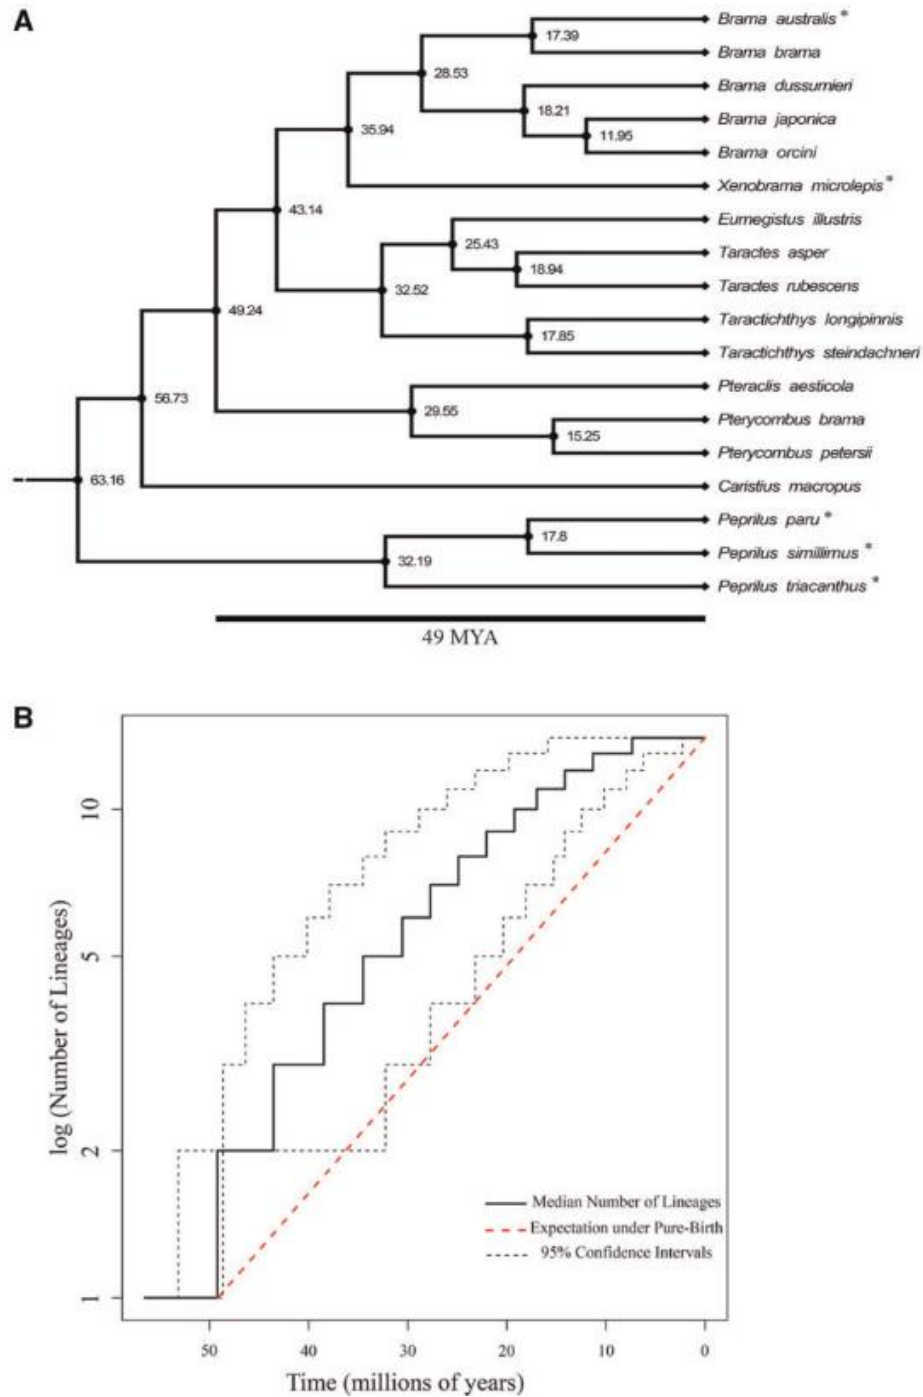 A
Brama australis *
17.39
Brama brama
28.53
Brama dussumieri
18.21
Brama japonica
35.94
11.95
Brama orcini
Xenobrama microlepis *
43.14
Eumegistus illustris
25.43
Taractes asper
18.94
Taractes rubescens
32.52
49.24
Taractichthys longipinnis
17.85
Taractichthys steindachneri
Pteraclis aesticola
56.73
29.55
Pterycombus brama
15.25
Pterycombus petersii
63.16
Caristius macropus
Peprilus paru *
17.8
Peprilus simillimus *
32.19
Peprilus triacanthus *
49 MYA
B
log (Number of Lineages)
10
5
2
1
Median Number of Lineages
Expectation under Pure-Birth
95% Confidence Intervals
50 40 30 20 10 0
Time (millions of years)